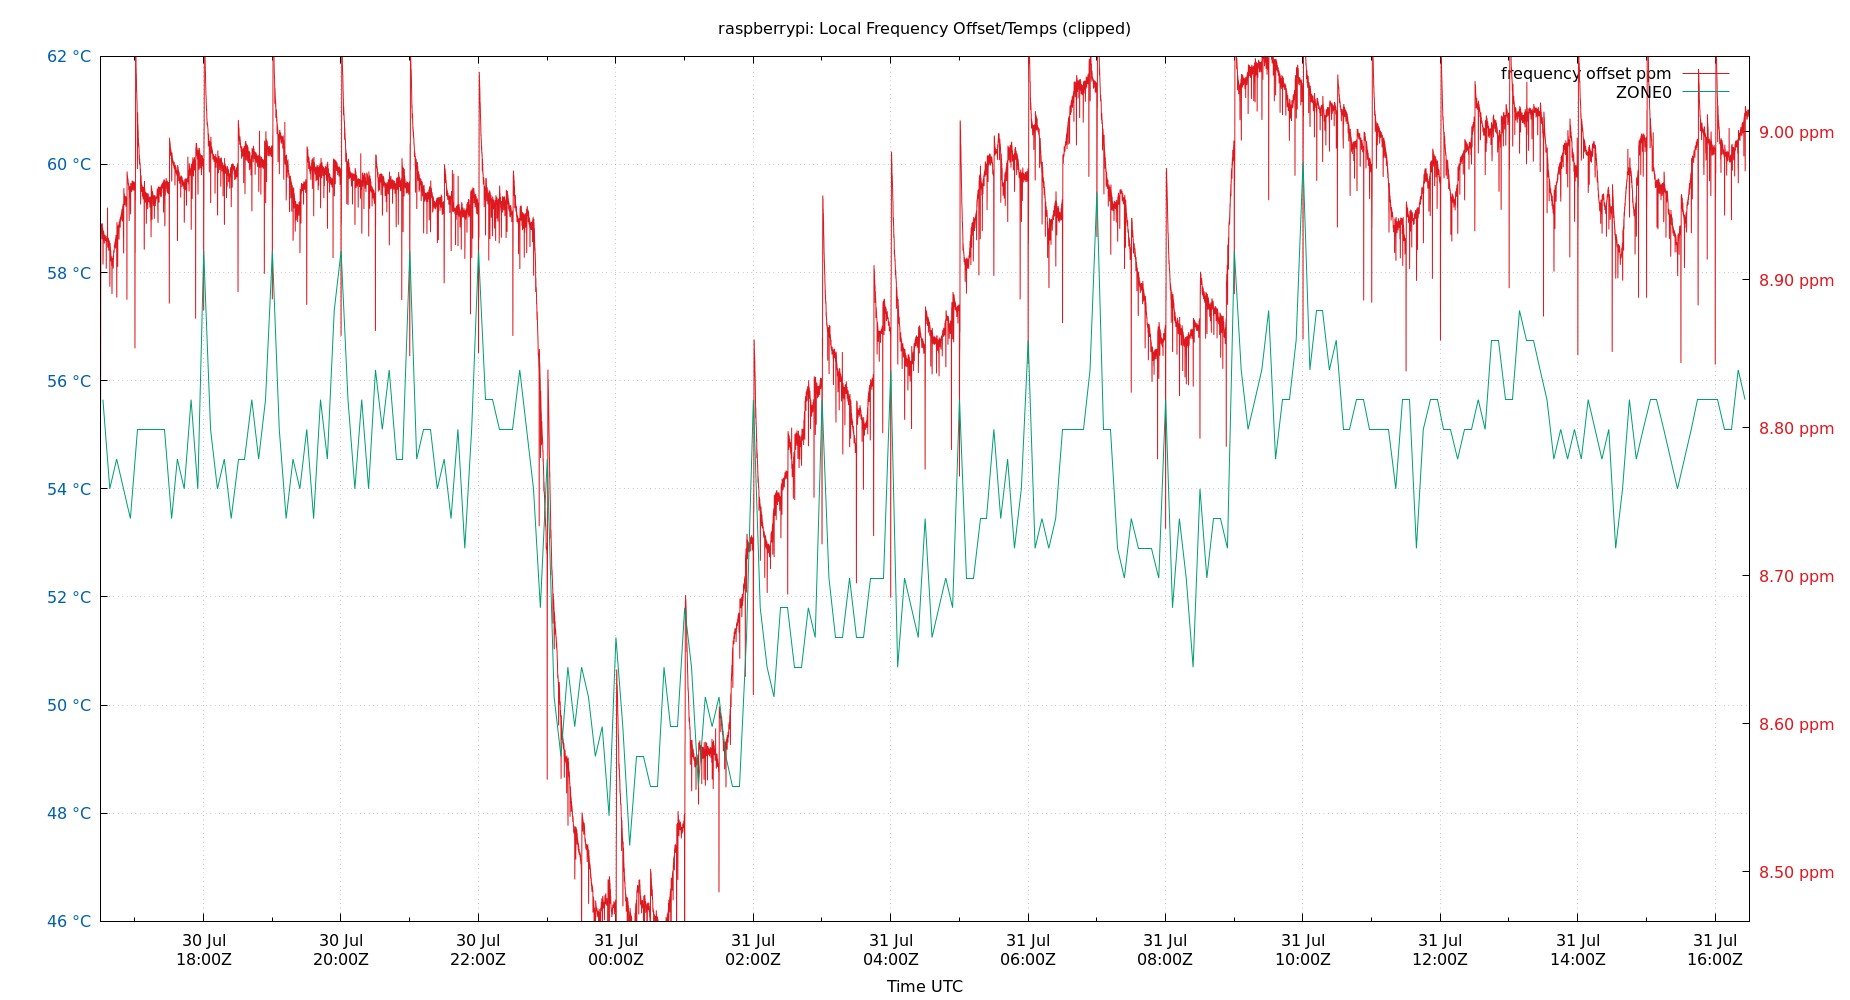 raspberrypi: Local Frequency Offset/Temps (clipped)
62 °C
60 °C
58 °C
56 °C
54 °C
52 °C
50 °C
48 °C
46 °C
frequency offset ppm
ZONE0
9.00 ppm
8.90 ppm
8.80 ppm
8.70 ppm
8.60 ppm
8.50 ppm
30 Jul 30 Jul 30 Jul 31 Jul 31 Jul 31 Jul 31 Jul 31 Jul 31 Jul 31 Jul 31 Jul 31 Jul
18:00Z 20:00Z 22:00Z 00:00Z 02:00Z 04:00Z 06:00Z 08:00Z 10:00Z 12:00Z 14:00Z 16:00Z
Time UTC